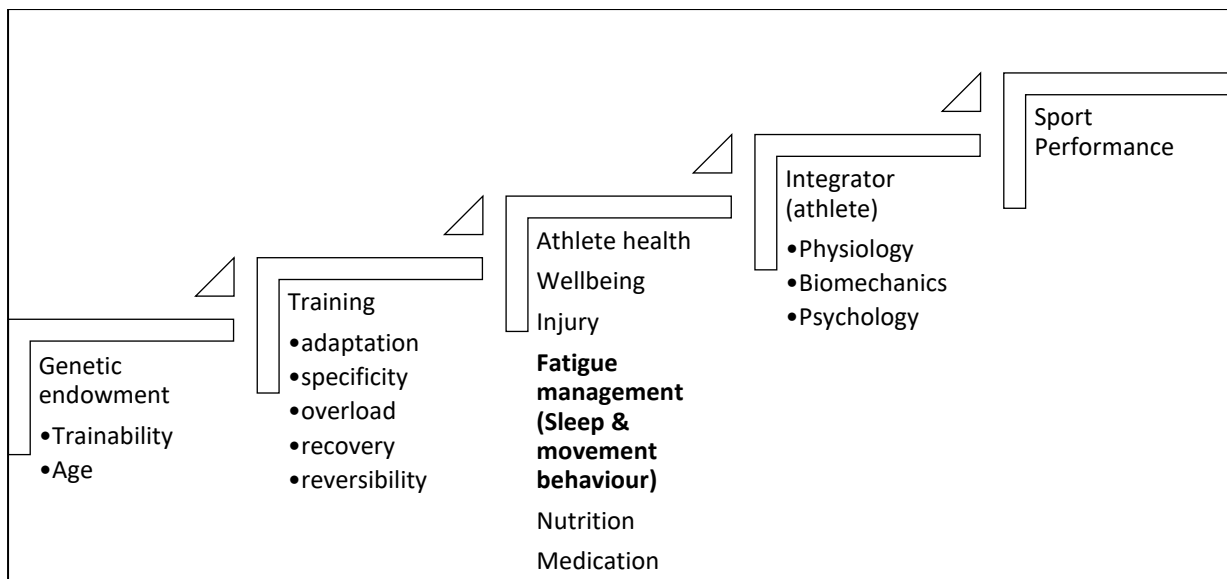 Genetic
endowment
•Trainability
•Age
Training
•adaptation
•specificity
•overload
•recovery
•reversibility
Athlete health
Wellbeing
Injury
Fatigue
management
(Sleep &
movement
behaviour)
Nutrition
Medication
Integrator
(athlete)
•Physiology
•Biomechanics
•Psychology
Sport
Performance